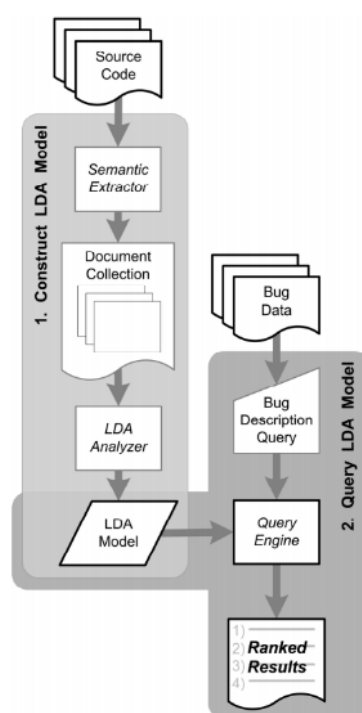 Source
Code
1. Construct LDA Model
Semantic
Extractor
Document
Collection
LDA
Analyzer
LDA
Model
Bug
Data
2. Query LDA Model
Bug
Description
Query
Query
Engine
1)
2) Ranked
3) Results
4)